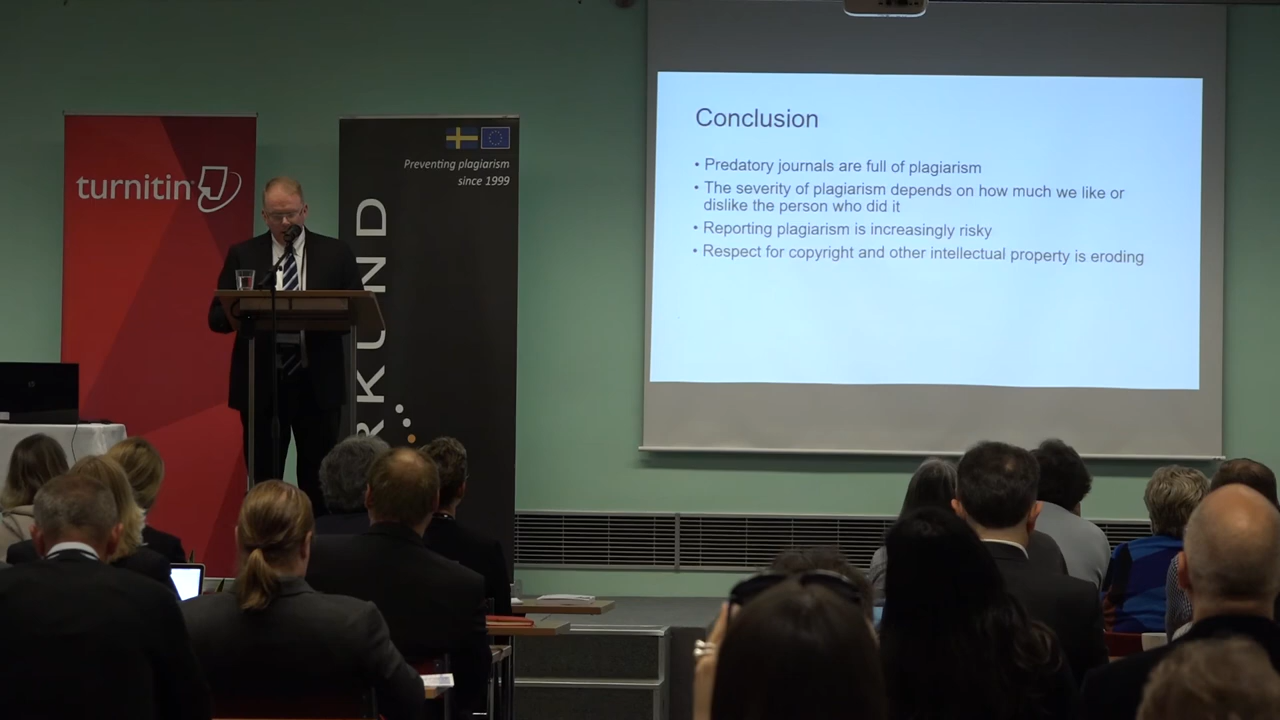 turnitin
Preventing plagiarism
since 1999
RKUND
Conclusion
• Predatory journals are full of plagiarism
• The severity of plagiarism depends on how much we like or
dislike the person who did it
• Reporting plagiarism is increasingly risky
• Respect for copyright and other intellectual property is eroding